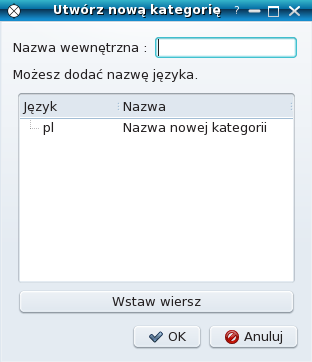 Utwórz nową kategorię ?
Nazwa wewnętrzna :
Możesz dodać nazwę języka.
Język Nazwa
pl Nazwa nowej kategorii
Wstaw wiersz
OK Anuluj